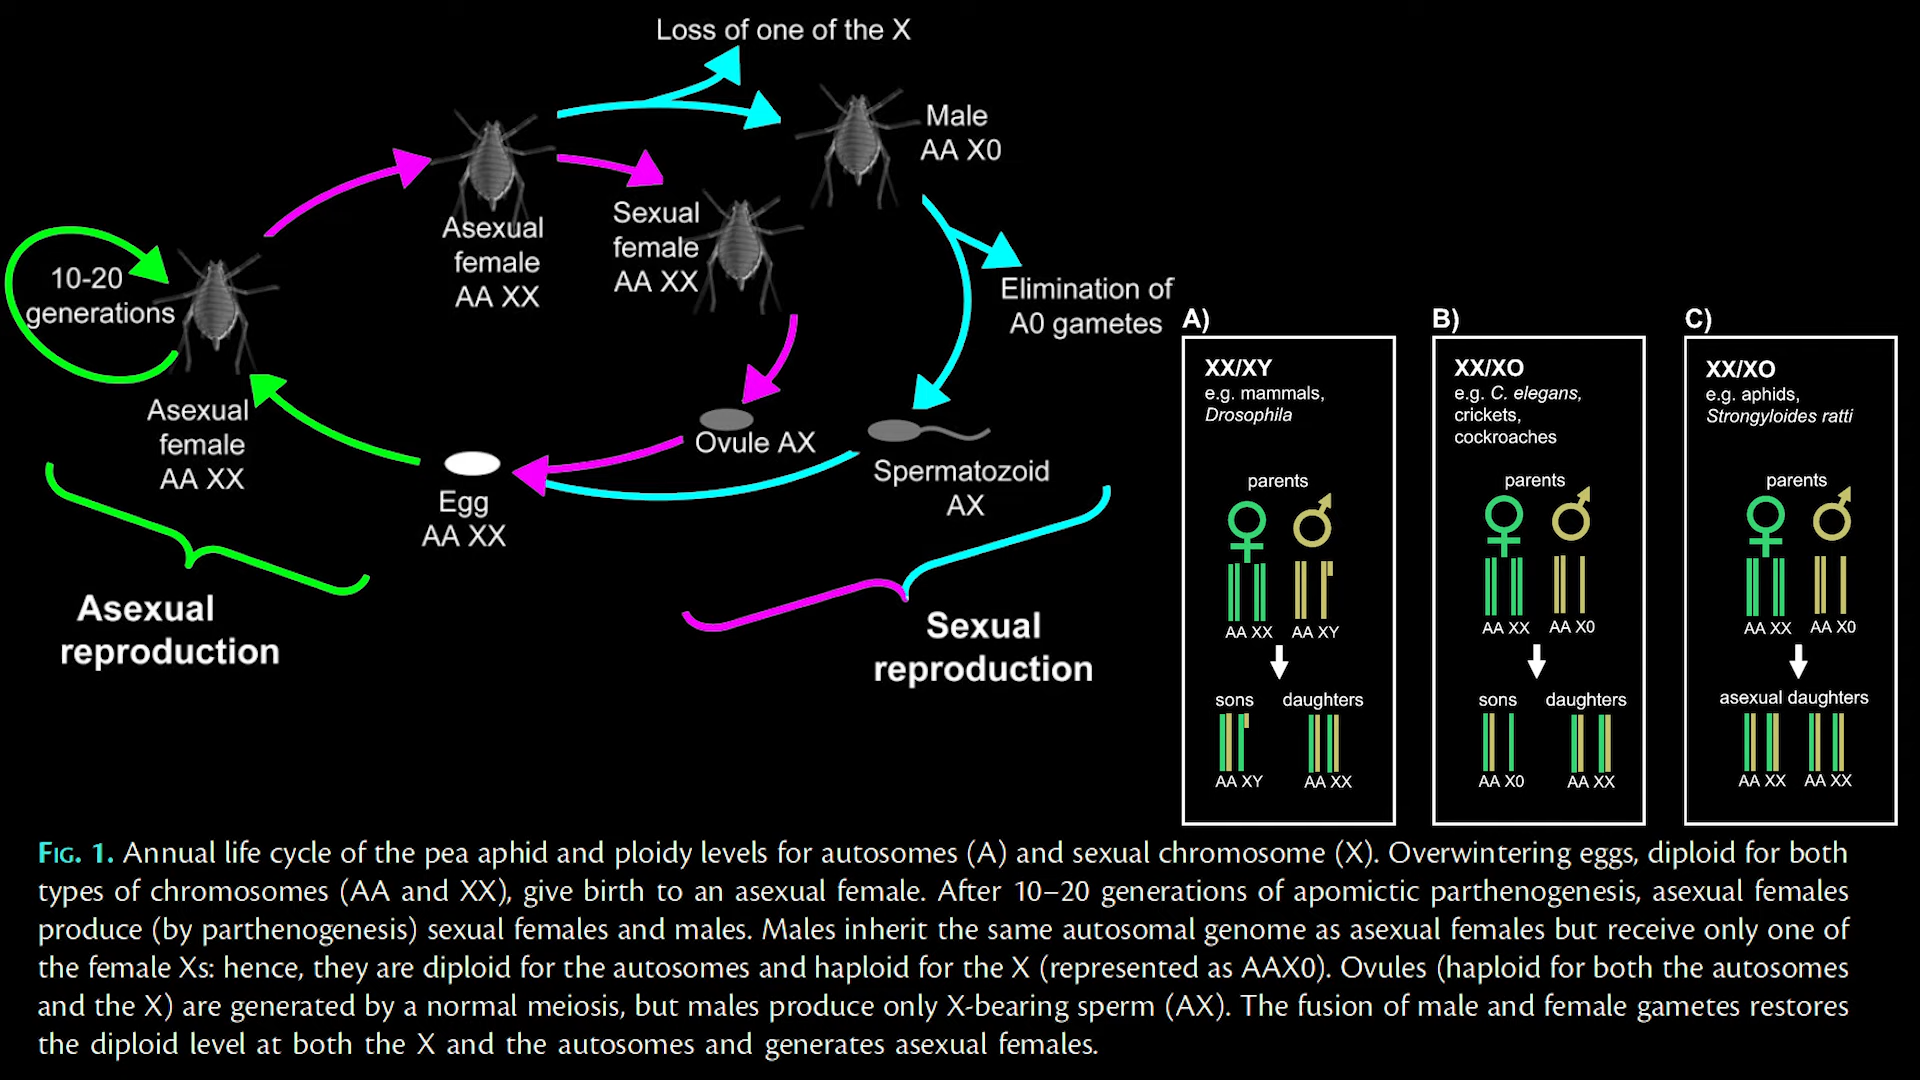 Loss of one of the X
Male
AA X0
Asexual
female
AA XX
Sexual
female
AA XX
10-20
generations
Elimination of
A0 gametes
Asexual
female
AA XX
Ovule AX
Egg
AA XX
Spermatozoid
AX
Asexual
reproduction
Sexual
reproduction
A)
XX/XY
e.g. mammals,
Drosophila
parents
AA XX AA XY
sons daughters
AA XY AA XX
B)
XX/XO
e.g. C. elegans,
crickets,
cockroaches
parents
AA XX AA X0
sons daughters
AA X0 AA XX
C)
XX/XO
e.g. aphids,
Strongyloides ratti
parents
AA XX AA X0
asexual daughters
AA XX AA XX
FIG. 1. Annual life cycle of the pea aphid and ploidy levels for autosomes (A) and sexual chromosome (X). Overwintering eggs, diploid for both
types of chromosomes (AA and XX), give birth to an asexual female. After 10–20 generations of apomictic parthenogenesis, asexual females
produce (by parthenogenesis) sexual females and males. Males inherit the same autosomal genome as asexual females but receive only one of
the female Xs: hence, they are diploid for the autosomes and haploid for the X (represented as AAX0). Ovules (haploid for both the autosomes
and the X) are generated by a normal meiosis, but males produce only X-bearing sperm (AX). The fusion of male and female gametes restores
the diploid level at both the X and the autosomes and generates asexual females.